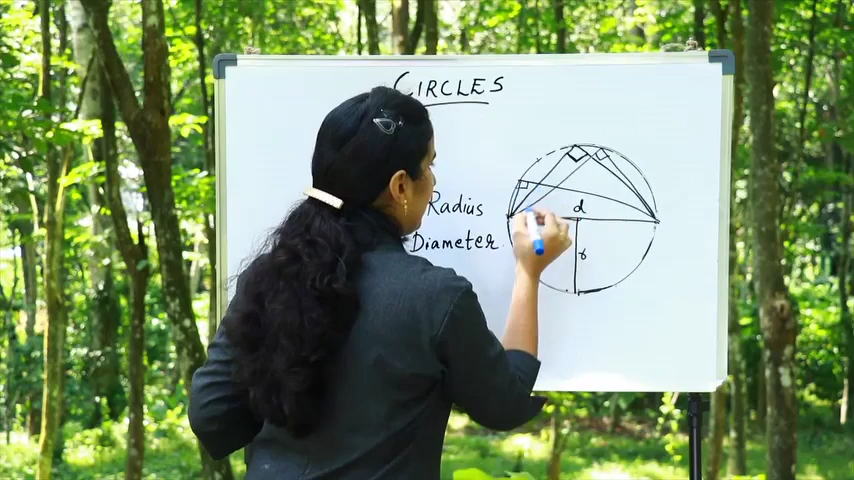 CIRCLES
Radius
d
Diameter
r